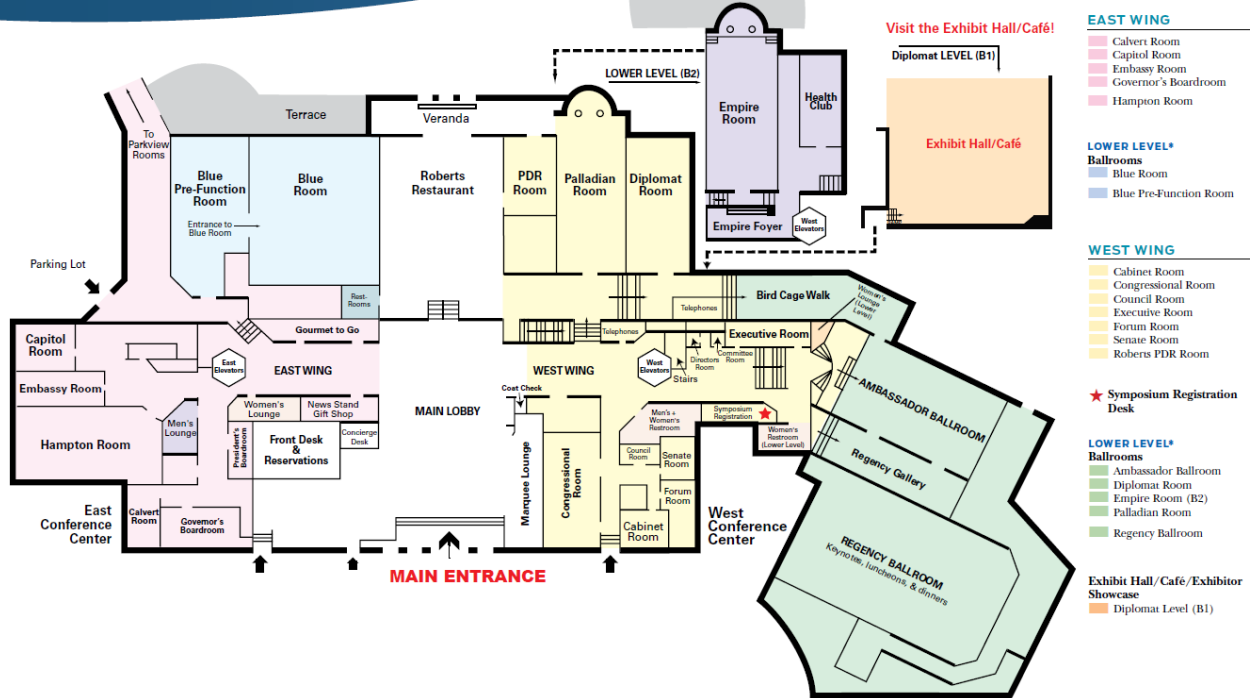 Visit the Exhibit Hall/Café!
Diplomat LEVEL (B1)
LOWER LEVEL (B2)
Empire
Room
Health
Club
Exhibit Hall/Café
Empire Foyer
West
Elevators
Terrace
Veranda
To
Parkview
Rooms
Blue
Pre-Function
Room
Entrance to
Blue Room
Blue
Room
Roberts
Restaurant
PDR
Room
Palladian
Room
Diplomat
Room
Parking Lot
Rest-
Rooms
Gourmet to Go
Telephones
Bird Cage Walk
Women's
Lounge
(Lower
Level)
Capitol
Room
Embassy Room
Hampton Room
East
Elevators
EAST WING
Women's
Lounge
News Stand
Gift Shop
Men's
Lounge
President's
Boardroom
Front Desk
&
Reservations
Concierge
Desk
MAIN LOBBY
Calvert
Room
Governor's
Boardroom
East
Conference
Center
Telephones
WEST WING
Coat Check
West
Elevators
Stairs
Directors
Room
Committee
Room
Executive Room
Marquee Lounge
Congressional
Room
Men's +
Women's
Restroom
Symposium
Registration
Women's
Restroom
(Lower Level)
Council
Room
Senate
Room
Forum
Room
Cabinet
Room
West
Conference
Center
AMBASSADOR BALLROOM
Regency Gallery
REGENCY BALLROOM
Keynotes, luncheons, & dinners
MAIN ENTRANCE
EAST WING
Calvert Room
Capitol Room
Embassy Room
Governor's Boardroom
Hampton Room
LOWER LEVEL*
Ballrooms
Blue Room
Blue Pre-Function Room
WEST WING
Cabinet Room
Congressional Room
Council Room
Executive Room
Forum Room
Senate Room
Roberts PDR Room
Symposium Registration
Desk
LOWER LEVEL*
Ballrooms
Ambassador Ballroom
Diplomat Room
Empire Room (B2)
Palladian Room
Regency Ballroom
Exhibit Hall/Café/Exhibitor
Showcase
Diplomat Level (B1)